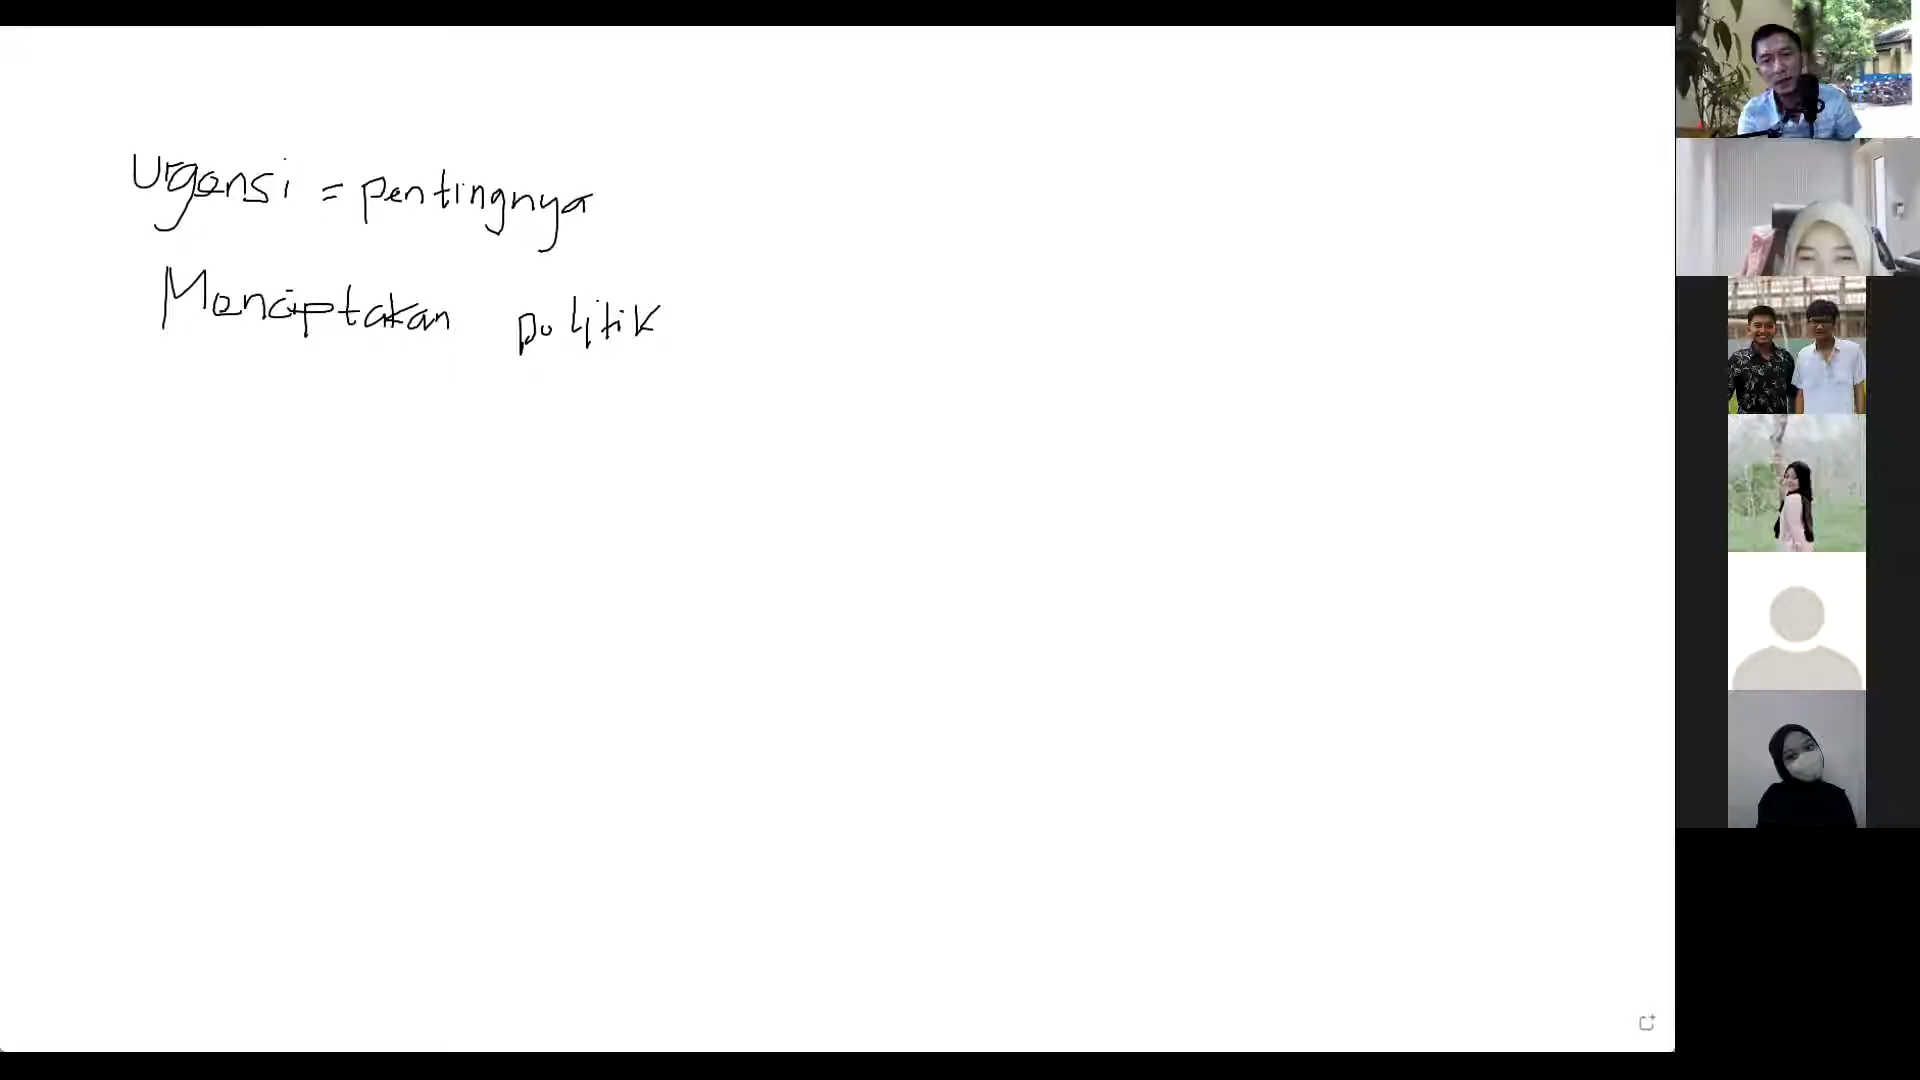 Urgensi = pentingnya
Menciptakan politik